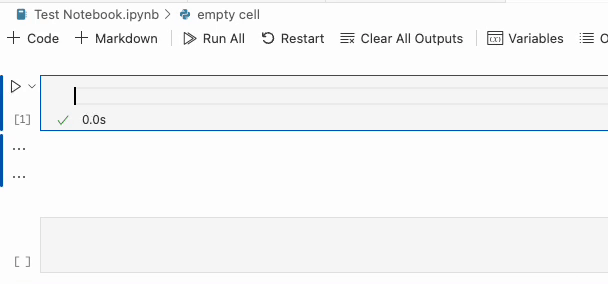 Test Notebook.ipynb > empty cell
+ Code + Markdown Run All Restart Clear All Outputs Variables O
[1]
0.0s
...
...
[ ]